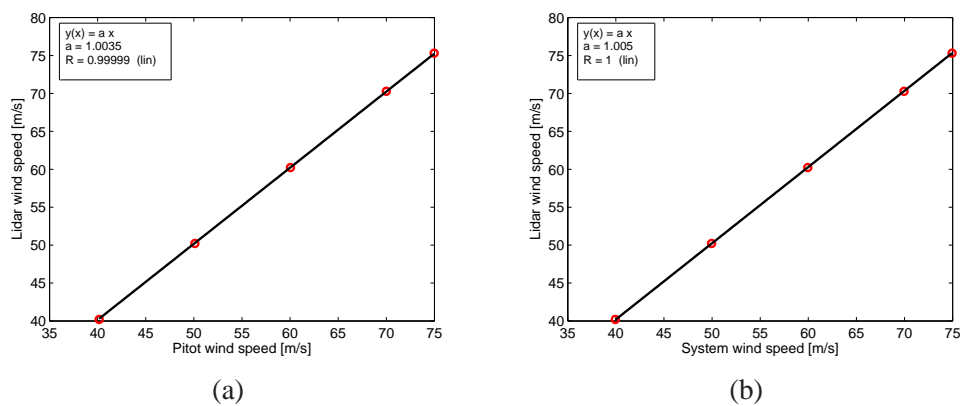 80
75
70
65
60
55
50
45
40
35 40 45 50 55 60 65 70 75
Lidar wind speed [m/s]
Pitot wind speed [m/s]
y(x) = a x
a = 1.0035
R = 0.99999 (lin)
(a)
80
75
70
65
60
55
50
45
40
35 40 45 50 55 60 65 70 75
Lidar wind speed [m/s]
System wind speed [m/s]
y(x) = a x
a = 1.005
R = 1 (lin)
(b)